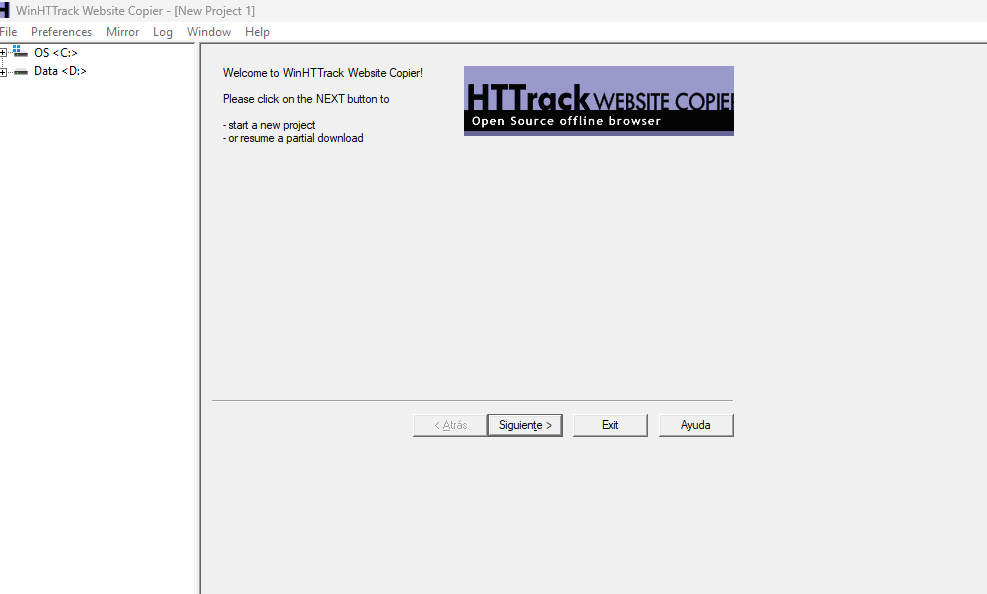 WinHTTrack Website Copier - [New Project 1]
File Preferences Mirror Log Window Help
OS <C:>
Data <D:>
Welcome to WinHTTrack Website Copier!
Please click on the NEXT button to
- start a new project
- or resume a partial download
HTTrack WEBSITE COPIER
Open Source offline browser
< Atrás Siguiente > Exit Ayuda